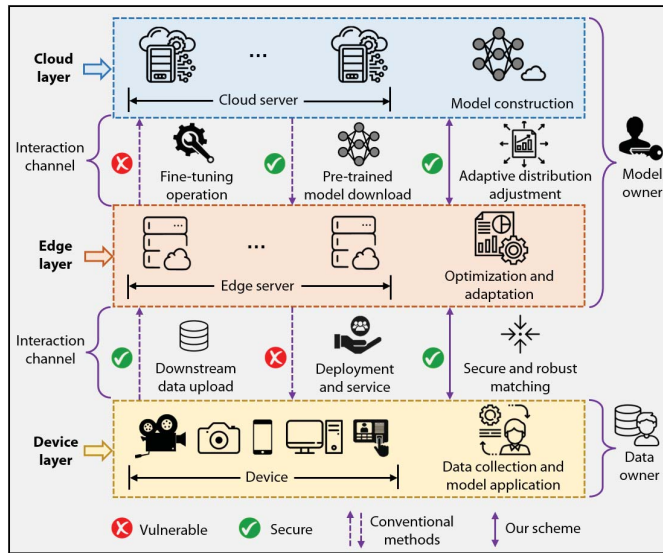 Cloud
layer
...
Cloud server
Model construction
Interaction
channel
Fine-tuning
operation
Pre-trained
model download
Adaptive distribution
adjustment
Model
owner
Edge
layer
...
Edge server
Optimization and
adaptation
Interaction
channel
Downstream
data upload
Deployment
and service
Secure and robust
matching
Device
layer
Device
Data collection and
model application
Data
owner
Vulnerable
Secure
Conventional
methods
Our scheme